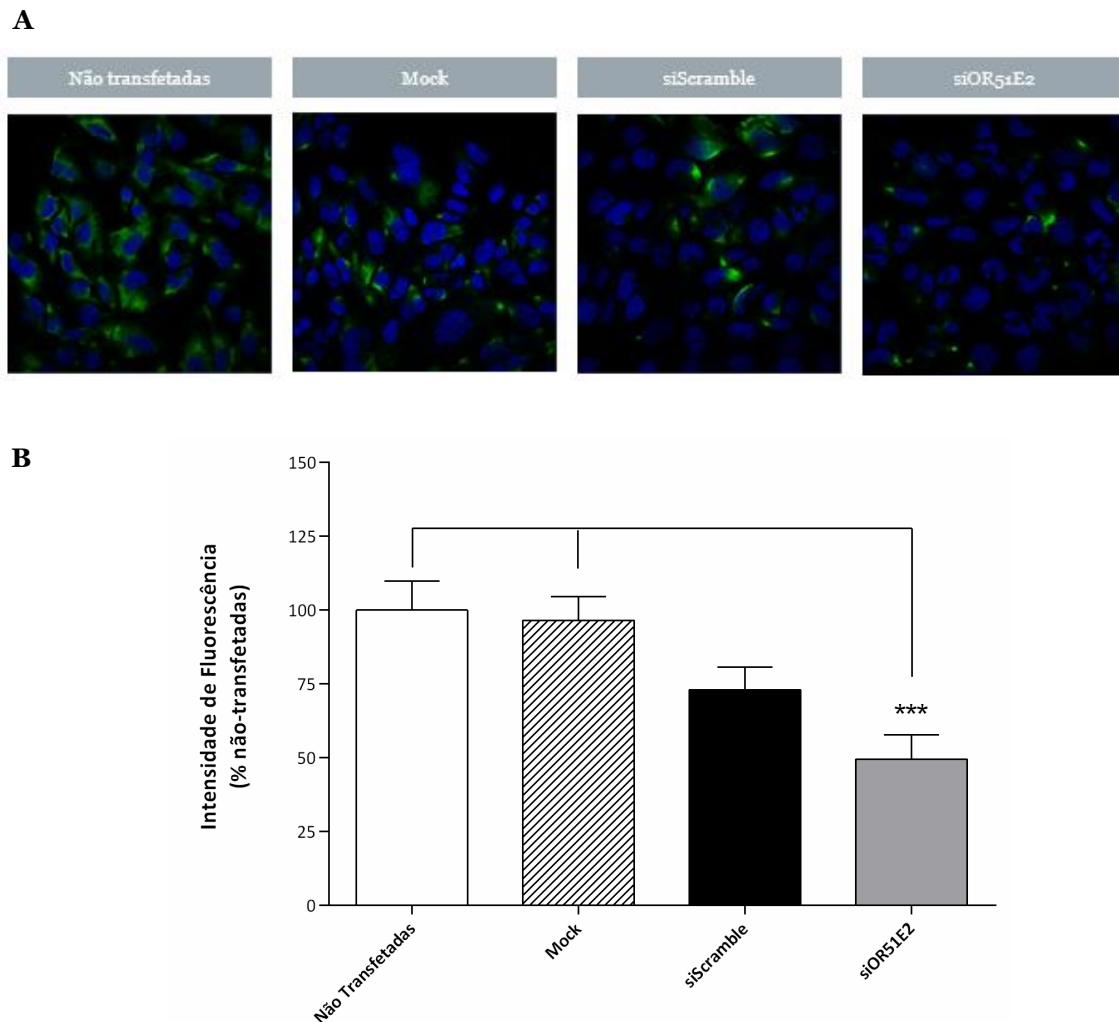 A
Não transfetadas
Mock
siScramble
siOR51E2
B
Intensidade de Fluorescência
(% não-transfetadas)
150
125
100
75
50
25
0
***
Não Transfetadas
Mock
siScramble
siOR51E2